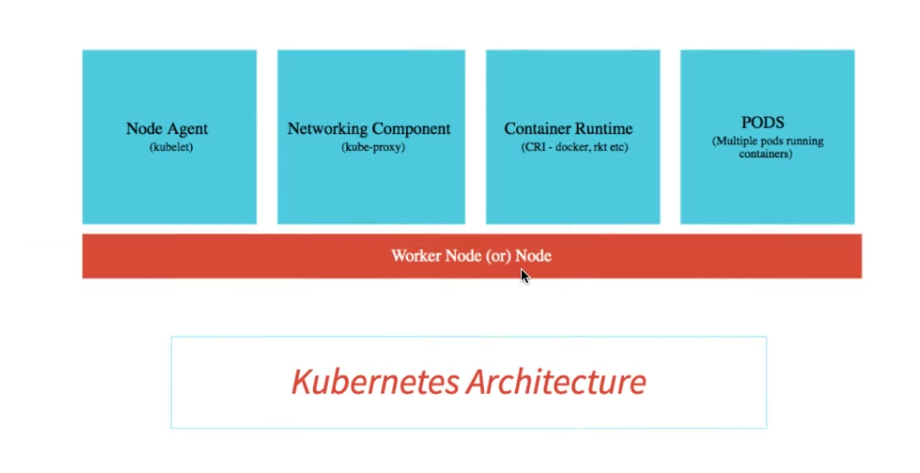 Node Agent
(kubelet)
Networking Component
(kube-proxy)
Container Runtime
(CRI - docker, rkt etc)
PODS
(Multiple pods running
containers)
Worker Node (or) Node
Kubernetes Architecture